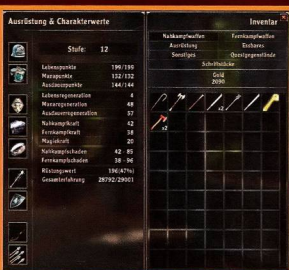 Ausrüstung & Charakterwerte
Stufe: 12
Lebenspunkte 199/199
Manapunkte 132/132
Ausdauerpunkte 144/144
Lebensregeneration 4
Manaregeneration 48
Ausdauerregeneration 57
Nahkampfkraft 42
Fernkampfkraft 38
Magiekraft 20
Nahkampfschaden 42 - 85
Fernkampfschaden 38 - 96
Rüstungswert 196(47%)
Gesamterfahrung 28792/29001
Inventar
Nahkampfwaffen Fernkampfwaffen
Ausrüstung Essbares
Sonstiges Questgegenstände
Schriftstücke
Gold
2090
x2
x2